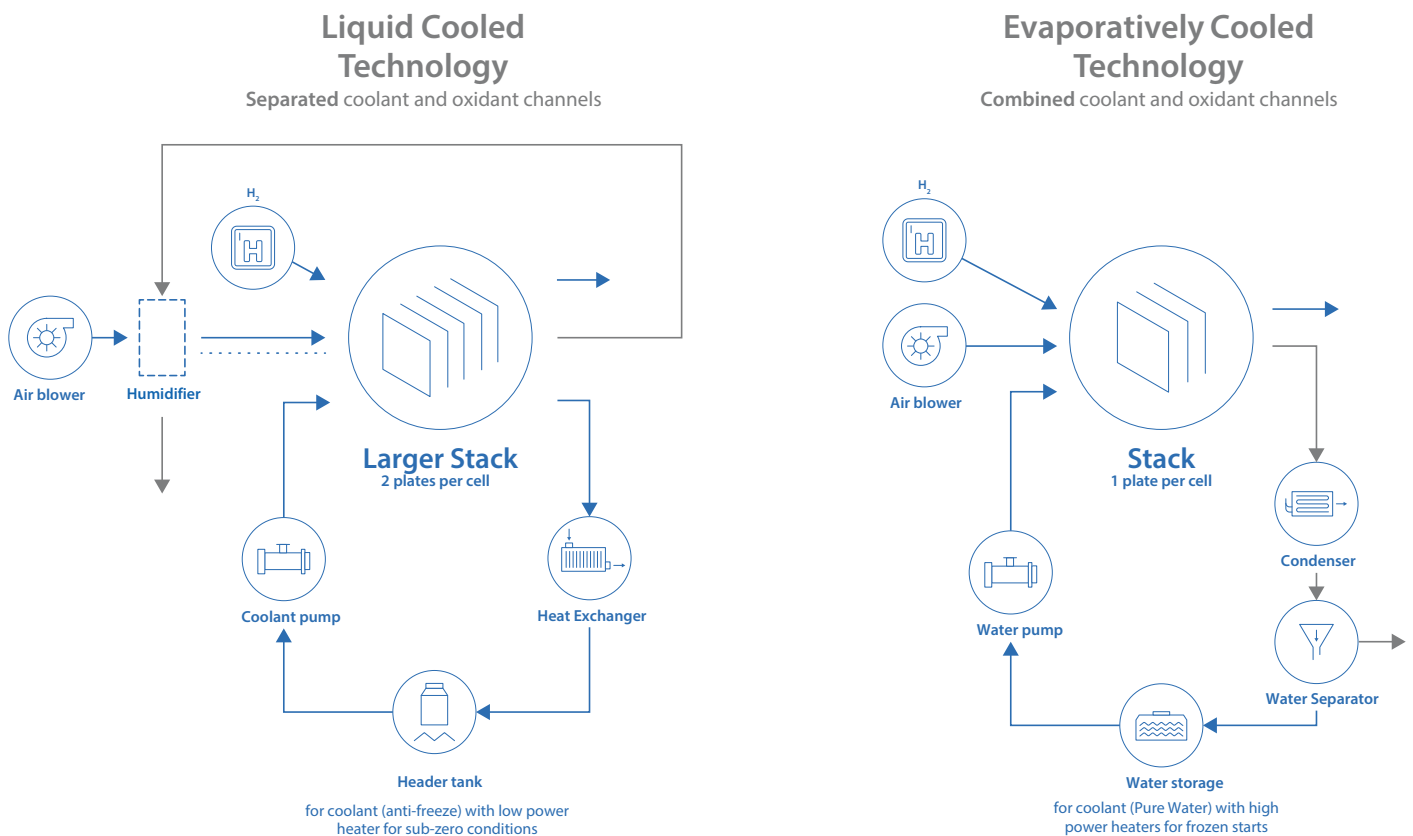 Liquid Cooled
Technology
Separated coolant and oxidant channels
H₂
Air blower
Humidifier
Larger Stack
2 plates per cell
Coolant pump
Heat Exchanger
Header tank
for coolant (anti-freeze) with low power
heater for sub-zero conditions
Evaporatively Cooled
Technology
Combined coolant and oxidant channels
H₂
Air blower
Stack
1 plate per cell
Condenser
Water pump
Water Separator
Water storage
for coolant (Pure Water) with high
power heaters for frozen starts